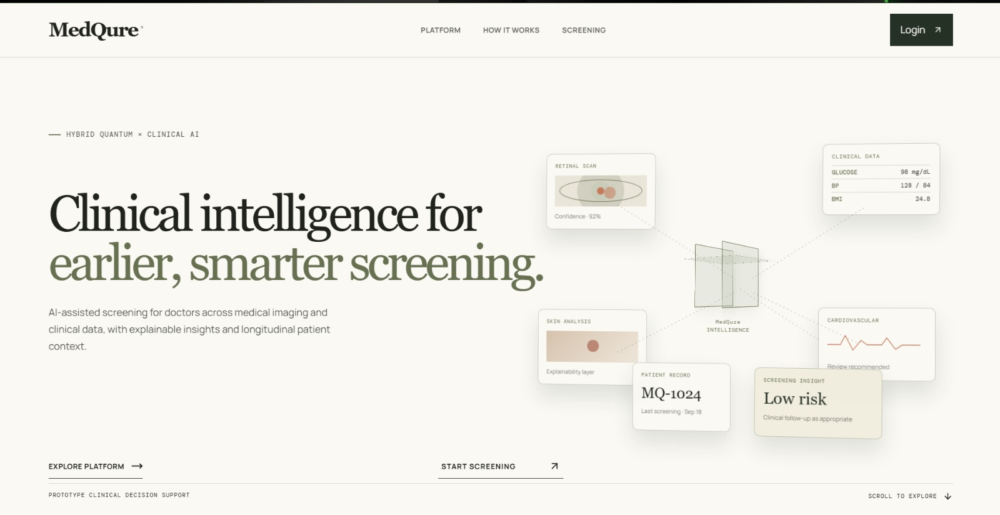 MedQure
PLATFORM
HOW IT WORKS
SCREENING
Login
HYBRID QUANTUM × CLINICAL AI
Clinical intelligence for
earlier, smarter screening.
AI-assisted screening for doctors across medical imaging and
clinical data, with explainable insights and longitudinal patient
context.
RETINAL SCAN
Confidence · 92%
CLINICAL DATA
GLUCOSE 98 mg/dL
BP 128 / 84
BMI 24.8
MedQure
INTELLIGENCE
SKIN ANALYSIS
Explainability layer
CARDIOVASCULAR
Review recommended
PATIENT RECORD
MQ-1024
Last screening · Sep 18
SCREENING INSIGHT
Low risk
Clinical follow-up as appropriate
EXPLORE PLATFORM
START SCREENING
PROTOTYPE CLINICAL DECISION SUPPORT
SCROLL TO EXPLORE